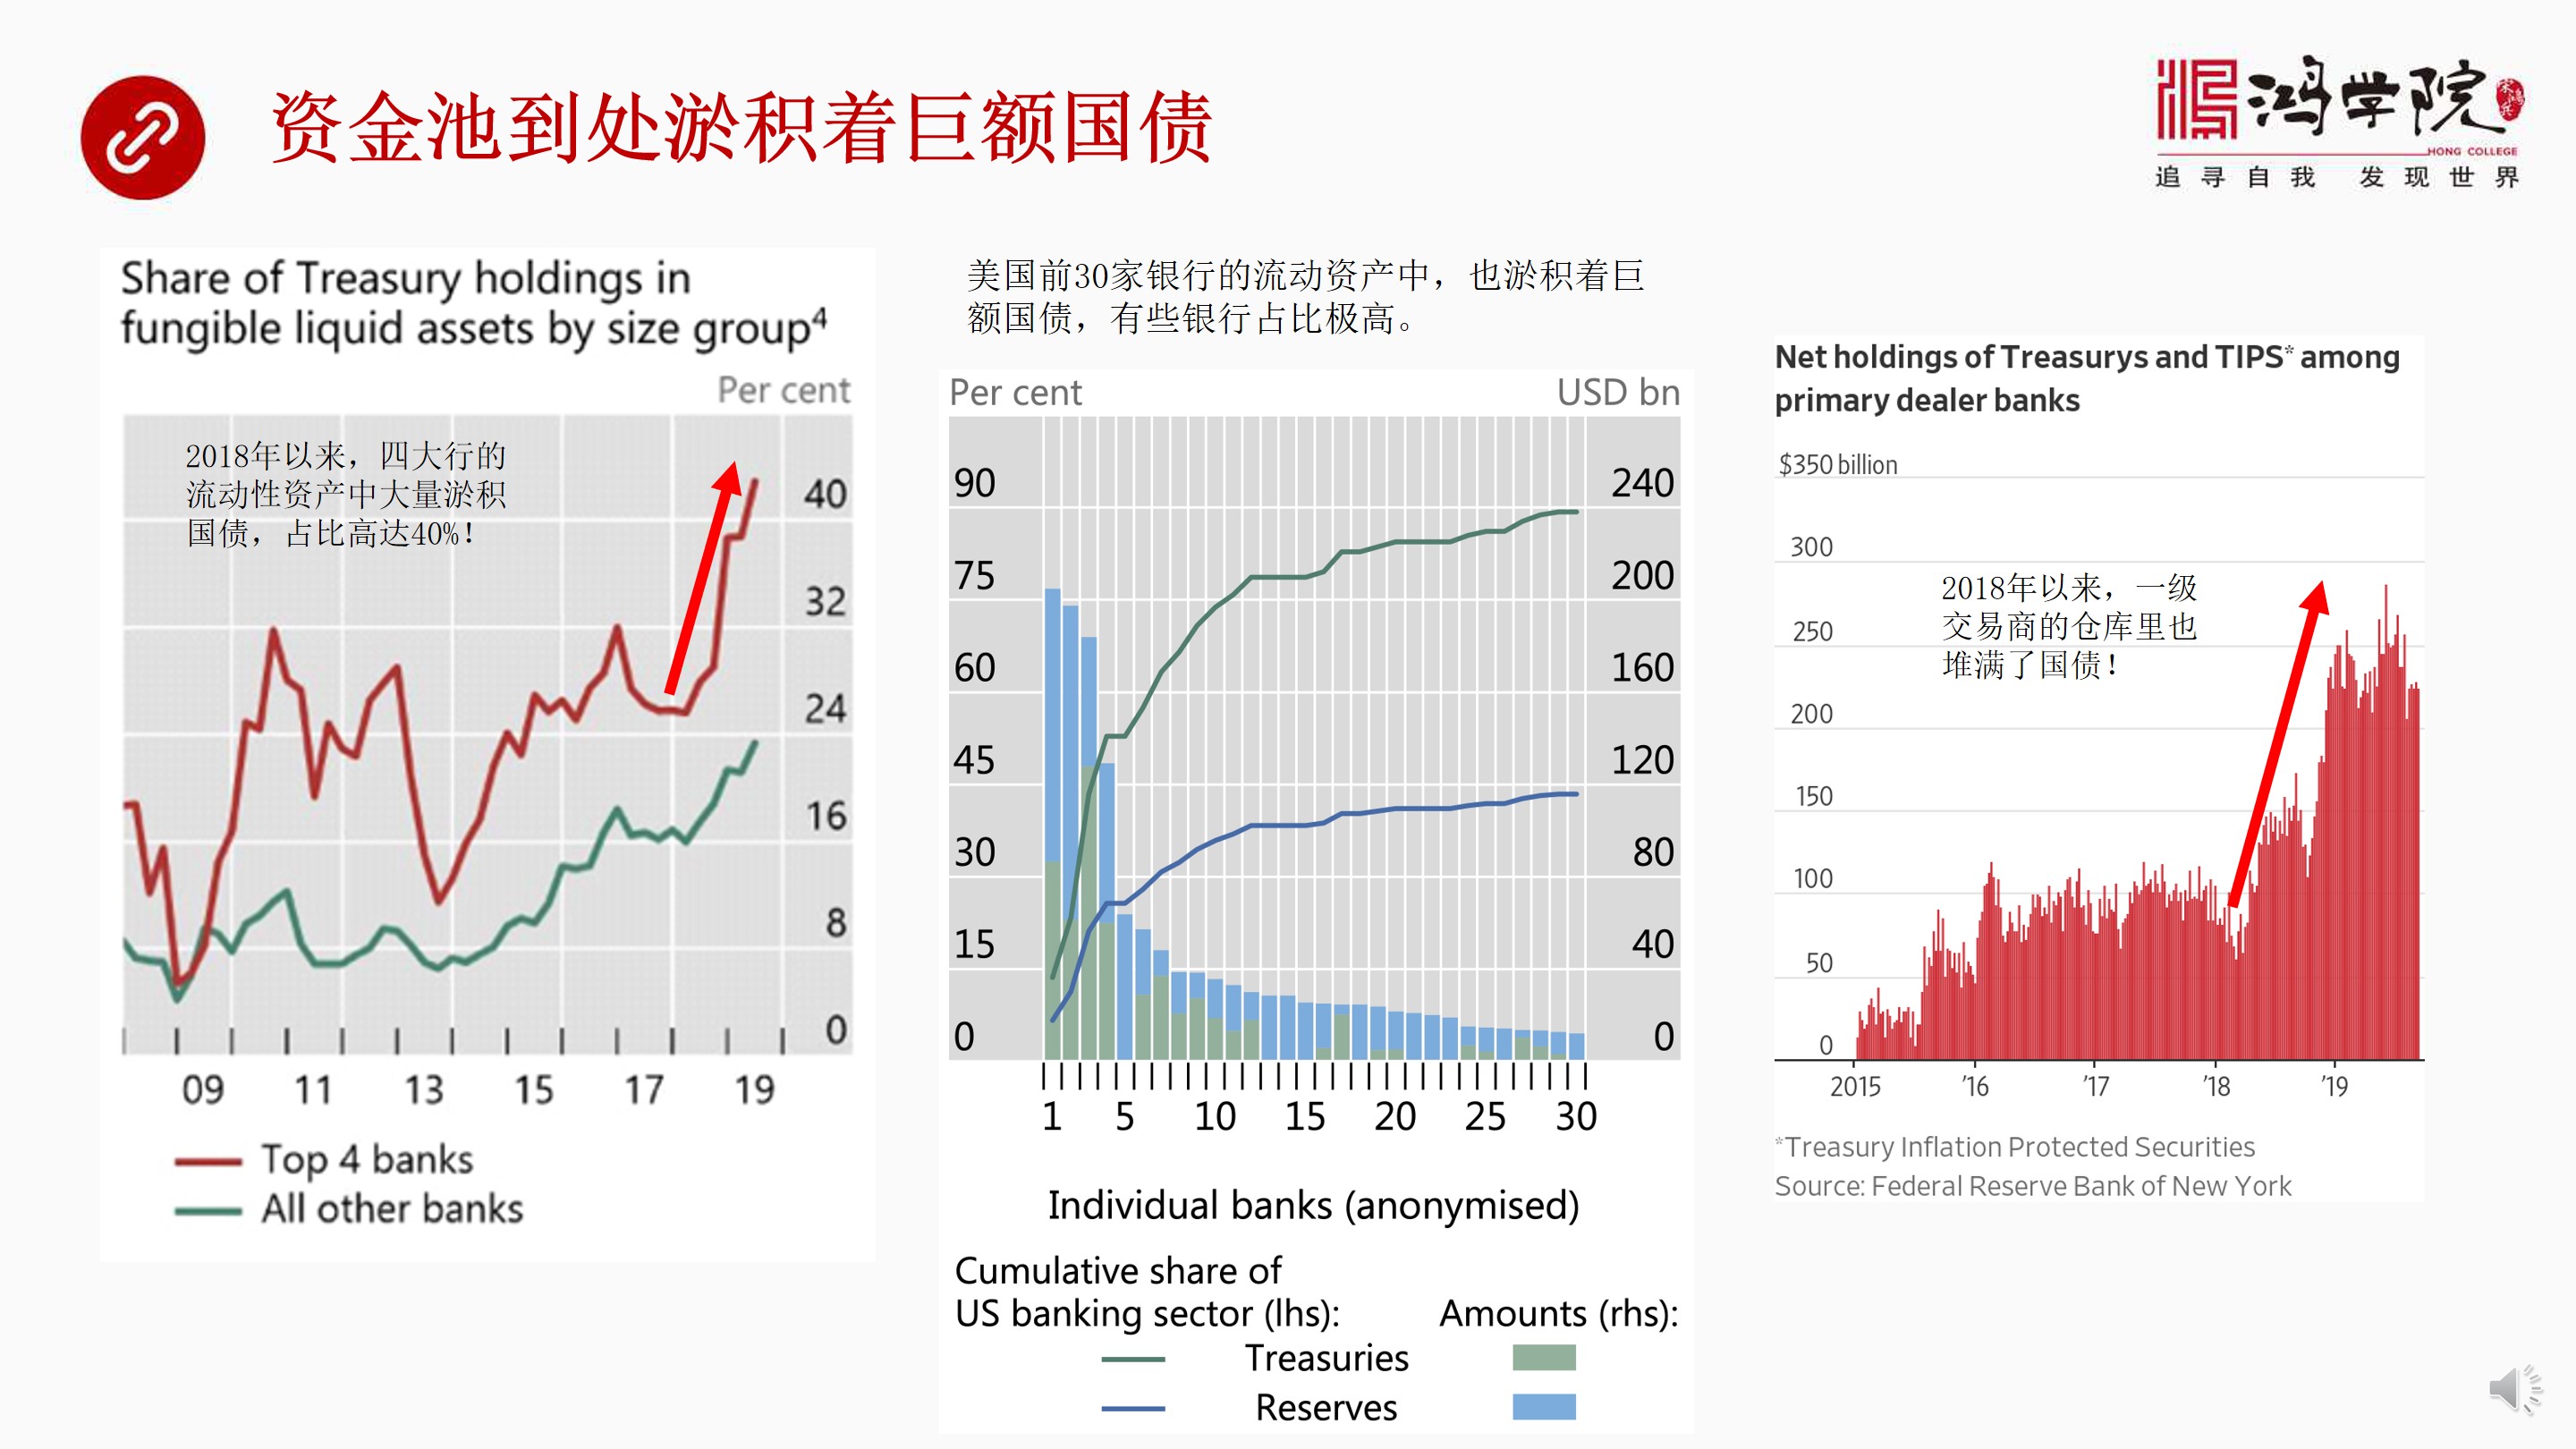 资金池到处淤积着巨额国债
鸿学院
宋鸿兵
HONG COLLEGE
追寻自我 发现世界
Share of Treasury holdings in
fungible liquid assets by size group4
Per cent
2018年以来，四大行的
流动性资产中大量淤积
国债，占比高达40%！
40
32
24
16
8
0
09 11 13 15 17 19
Top 4 banks
All other banks
美国前30家银行的流动资产中，也淤积着巨
额国债，有些银行占比极高。
Per cent USD bn
90 240
75 200
60 160
45 120
30 80
15 40
0 0
1 5 10 15 20 25 30
Individual banks (anonymised)
Cumulative share of
US banking sector (lhs): Amounts (rhs):
Treasuries
Reserves
Net holdings of Treasurys and TIPS* among
primary dealer banks
$350 billion
300
2018年以来，一级
交易商的仓库里也
堆满了国债！
250
200
150
100
50
0
2015 ’16 ’17 ’18 ’19
*Treasury Inflation Protected Securities
Source: Federal Reserve Bank of New York